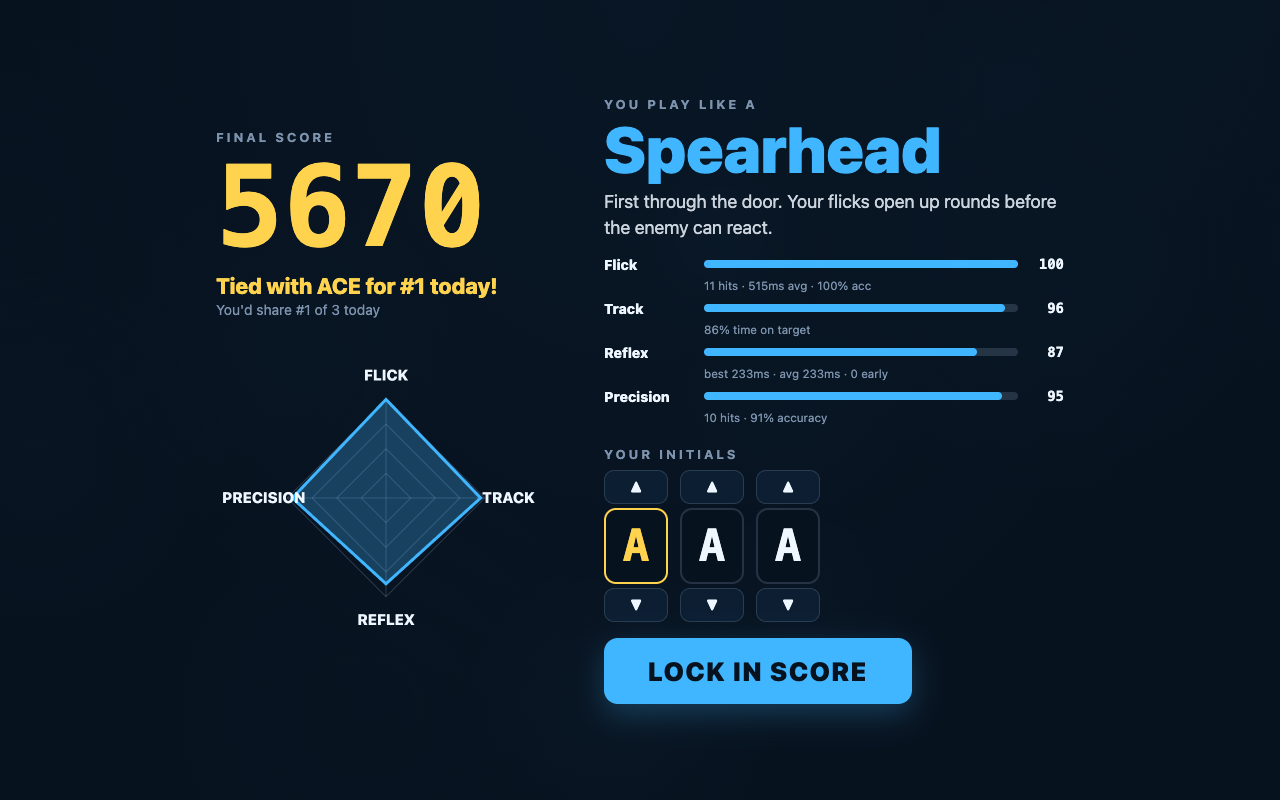 FINAL SCORE
5670
Tied with ACE for #1 today!
You'd share #1 of 3 today
FLICK
PRECISION
TRACK
REFLEX
YOU PLAY LIKE A
Spearhead
First through the door. Your flicks open up rounds before
the enemy can react.
Flick 100
11 hits · 515ms avg · 100% acc
Track 96
86% time on target
Reflex 87
best 233ms · avg 233ms · 0 early
Precision 95
10 hits · 91% accuracy
YOUR INITIALS
▲ ▲ ▲
A A A
▼ ▼ ▼
LOCK IN SCORE